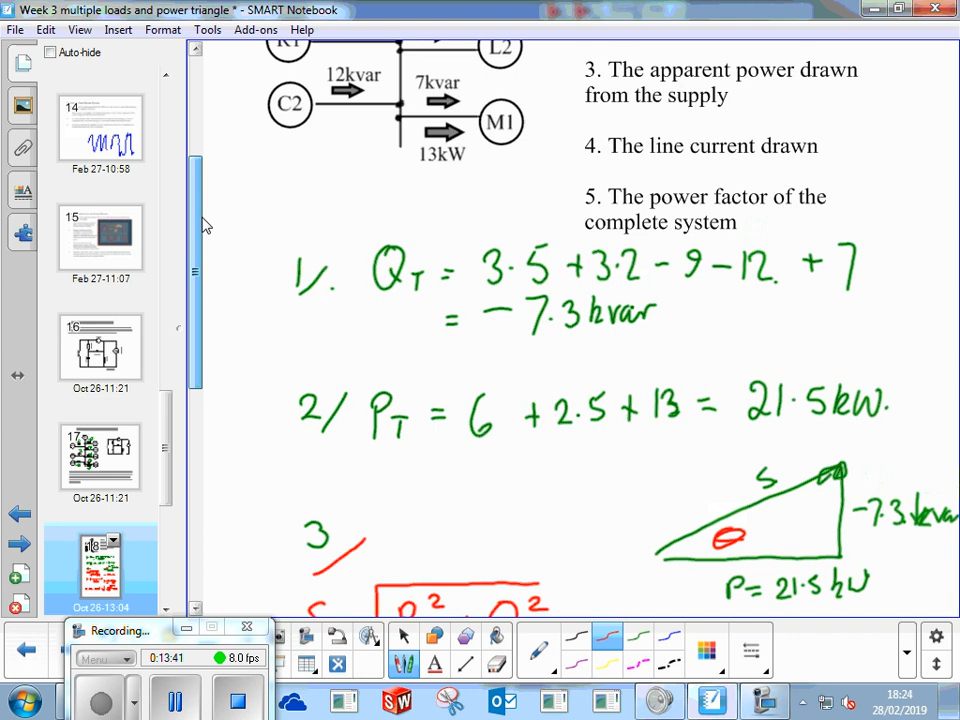 Week 3 multiple loads and power triangle * - SMART Notebook
File Edit View Insert Format Tools Add-ons Help
Auto-hide
14
Feb 27-10:58
15
Feb 27-11:07
16
Oct 26-11:21
17
Oct 26-11:21
18
Oct 26-13:04
R1
L2
12kvar
7kvar
C2
M1
13kW
3. The apparent power drawn
from the supply
4. The line current drawn
5. The power factor of the
complete system
1/. QT = 3.5 + 3.2 - 9 - 12 + 7
= - 7.3 kvar
2/ PT = 6 + 2.5 + 13 = 21.5 kW.
S
-7.3 kvar
θ
P = 21.5 kW
3/
Recording...
Menu
0:13:41
8.0 fps
A
18:24
28/02/2019